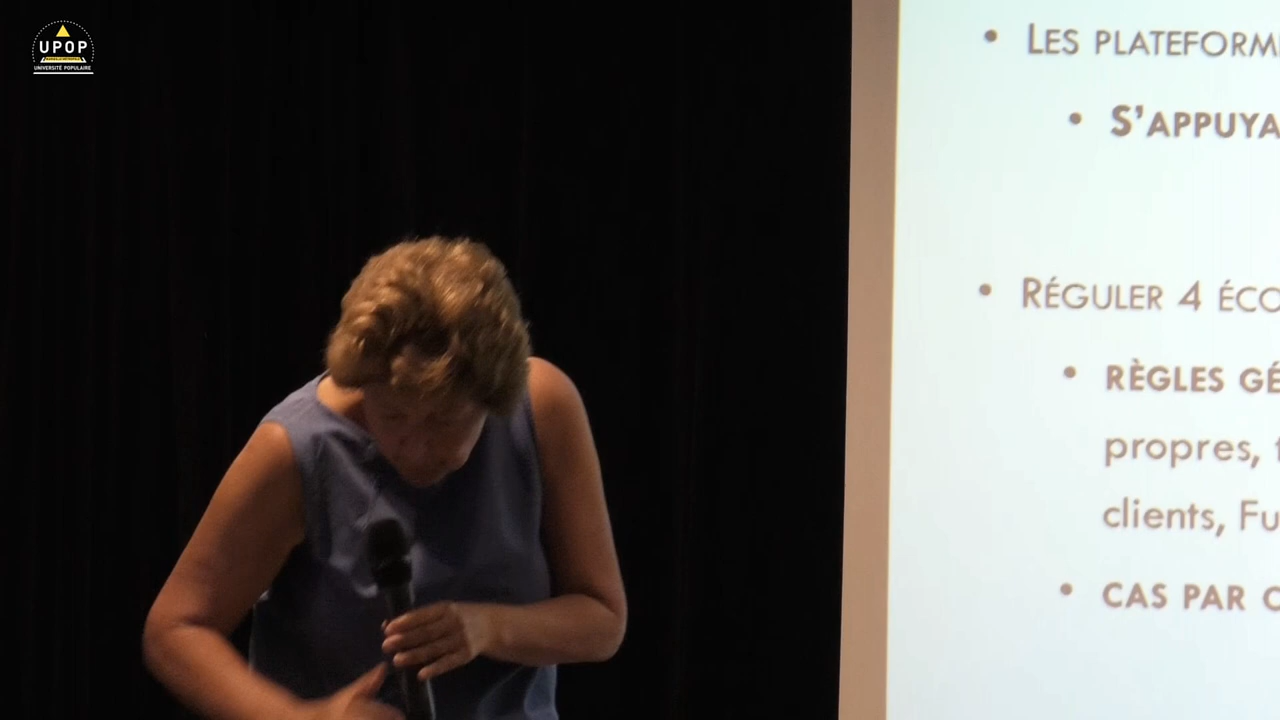 UPOP
UNIVERSITÉ POPULAIRE
• LES PLATEFORM
• S'APPUYA
• RÉGULER 4 ÉCO
• RÈGLES GÉ
propres,
clients, Fu
• CAS PAR